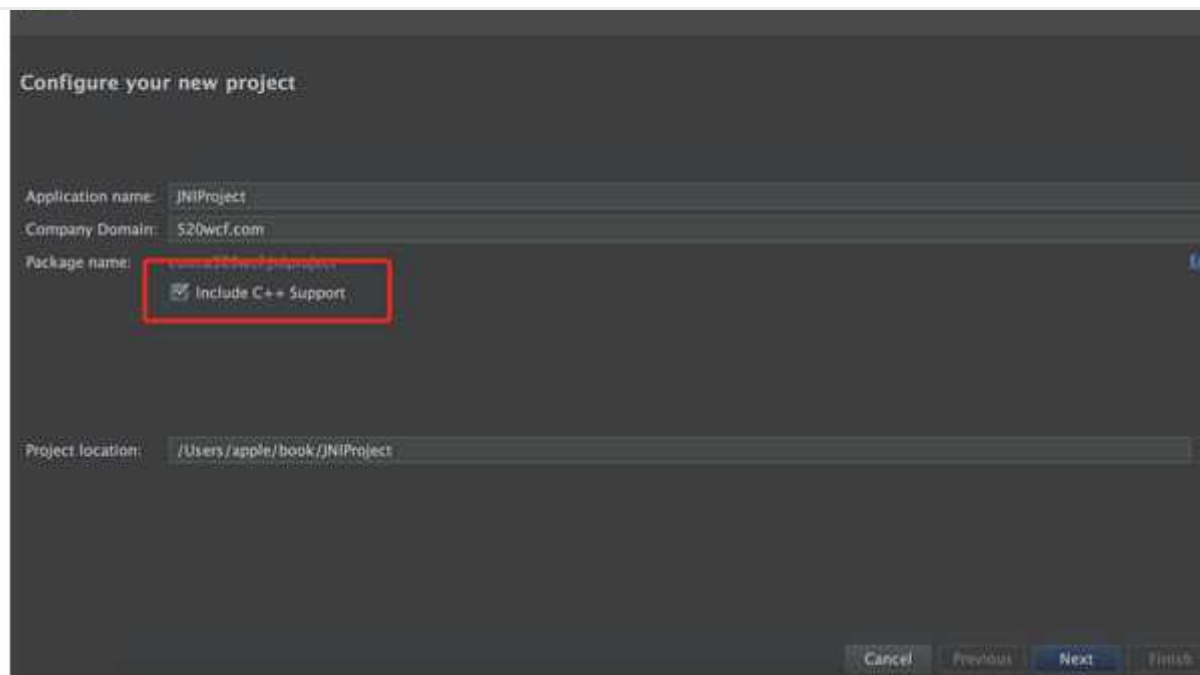 Configure your new project
Application name: JNIProject
Company Domain: 520wcf.com
Package name:
Include C++ Support
Project location: /Users/apple/book/JNIProject
Cancel Previous Next Finish